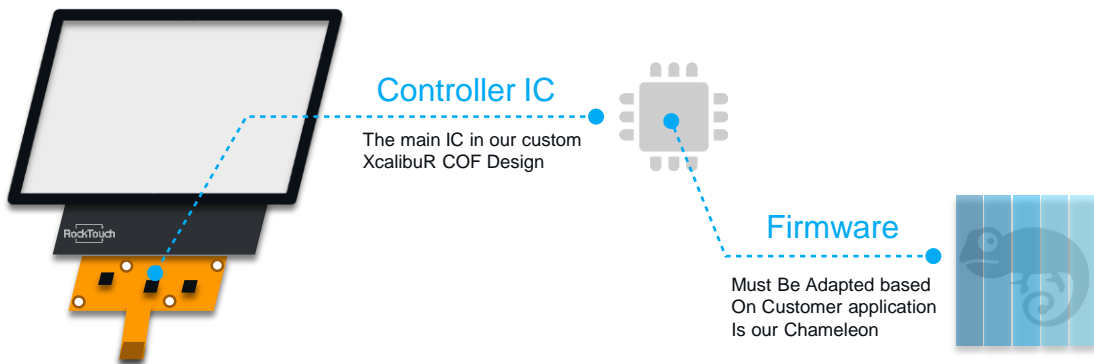 Controller IC
The main IC in our custom
XcalibuR COF Design
RockTouch
Firmware
Must Be Adapted based
On Customer application
Is our Chameleon